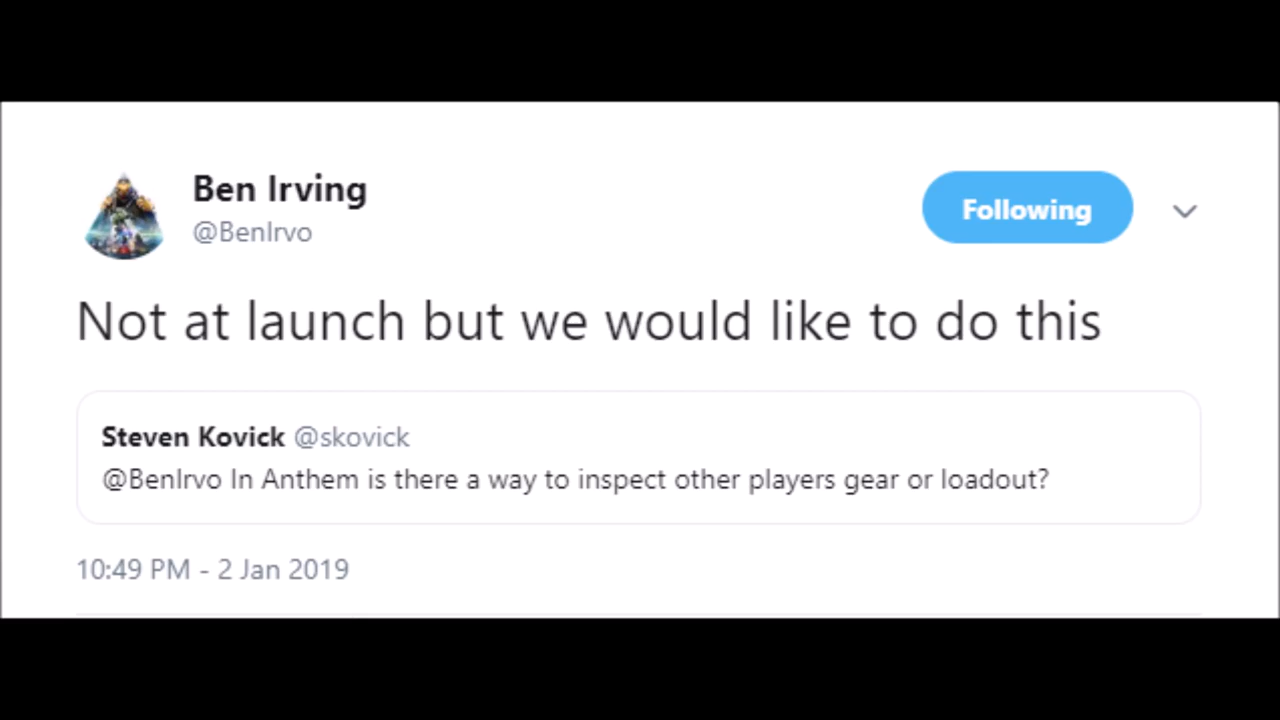 Ben Irving
@BenIrvo
Following
Not at launch but we would like to do this
Steven Kovick @skovick
@BenIrvo In Anthem is there a way to inspect other players gear or loadout?
10:49 PM - 2 Jan 2019